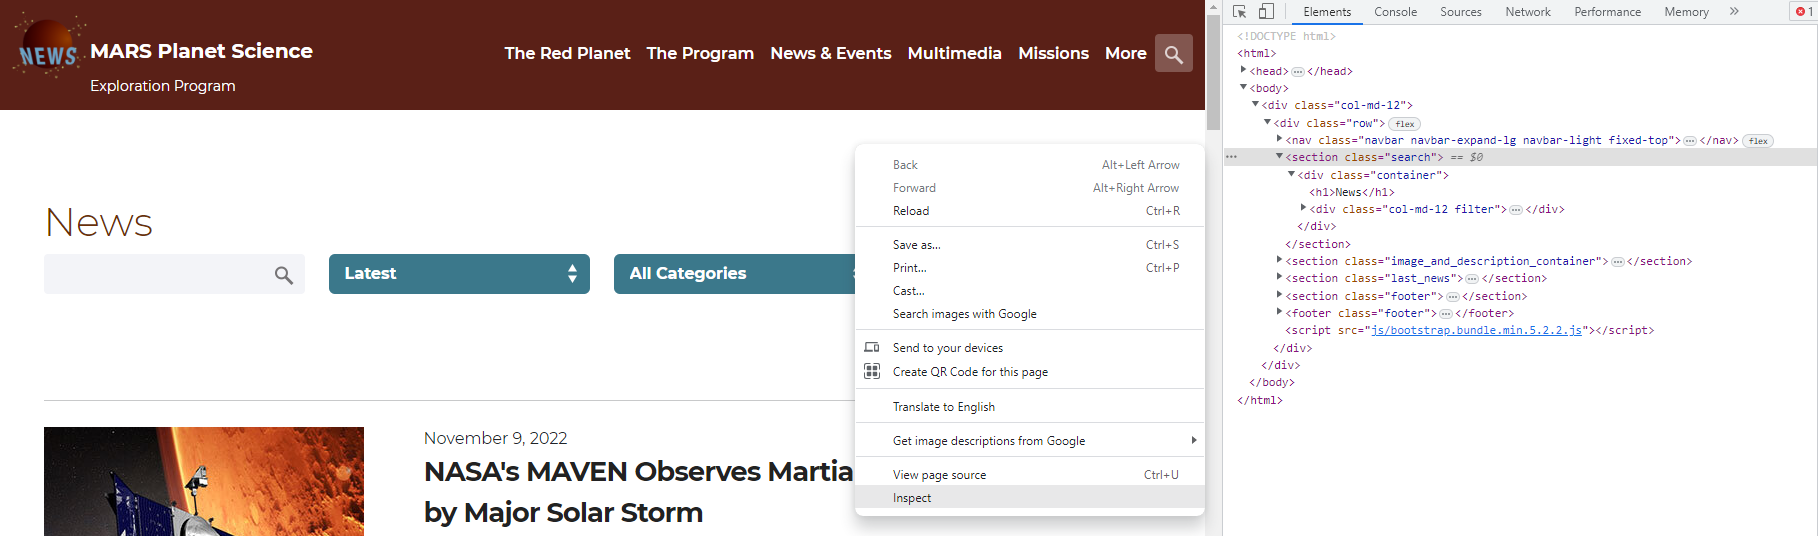 NEWS
MARS Planet Science
Exploration Program
The Red Planet The Program News & Events Multimedia Missions More
News
Latest
All Categories
November 9, 2022
NASA's MAVEN Observes Martia
by Major Solar Storm
Back Alt+Left Arrow
Forward Alt+Right Arrow
Reload Ctrl+R
Save as... Ctrl+S
Print... Ctrl+P
Cast...
Search images with Google
Send to your devices
Create QR Code for this page
Translate to English
Get image descriptions from Google
View page source Ctrl+U
Inspect
Elements Console Sources Network Performance Memory » 1
<!DOCTYPE html>
<html>
<head>…</head>
<body>
<div class="col-md-12">
<div class="row"> flex
<nav class="navbar navbar-expand-lg navbar-light fixed-top">…</nav> flex
… <section class="search"> == $0
<div class="container">
<h1>News</h1>
<div class="col-md-12 filter">…</div>
</div>
</section>
<section class="image_and_description_container">…</section>
<section class="last_news">…</section>
<section class="footer">…</section>
<footer class="footer">…</footer>
<script src="js/bootstrap.bundle.min.5.2.2.js"></script>
</div>
</div>
</body>
</html>